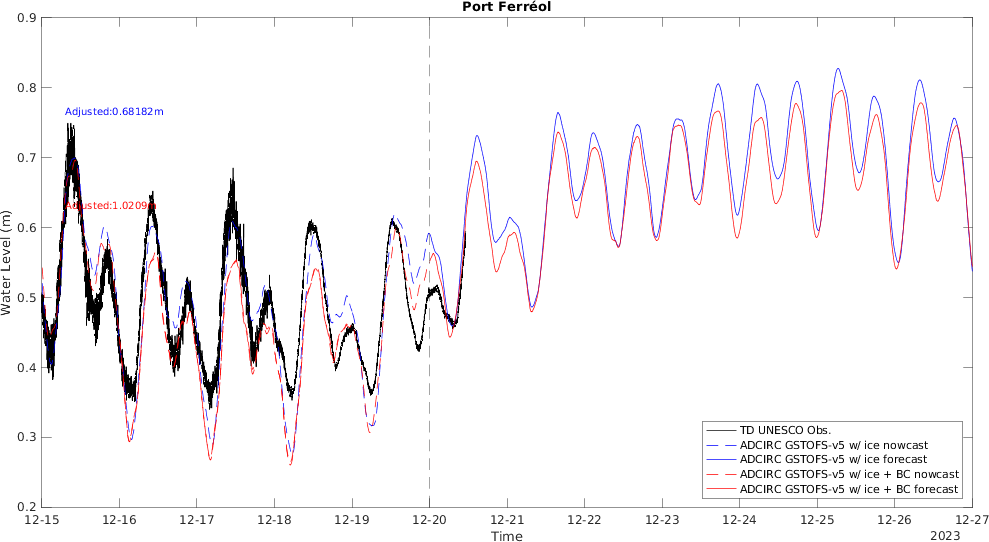 Port Ferréol
0.9
0.8
0.7
0.6
0.5
0.4
0.3
0.2
Water Level (m)
Adjusted:0.68182m
Adjusted:1.0209m
TD UNESCO Obs.
ADCIRC GSTOFS-v5 w/ ice nowcast
ADCIRC GSTOFS-v5 w/ ice forecast
ADCIRC GSTOFS-v5 w/ ice + BC nowcast
ADCIRC GSTOFS-v5 w/ ice + BC forecast
12-15 12-16 12-17 12-18 12-19 12-20 12-21 12-22 12-23 12-24 12-25 12-26 12-27
Time
2023